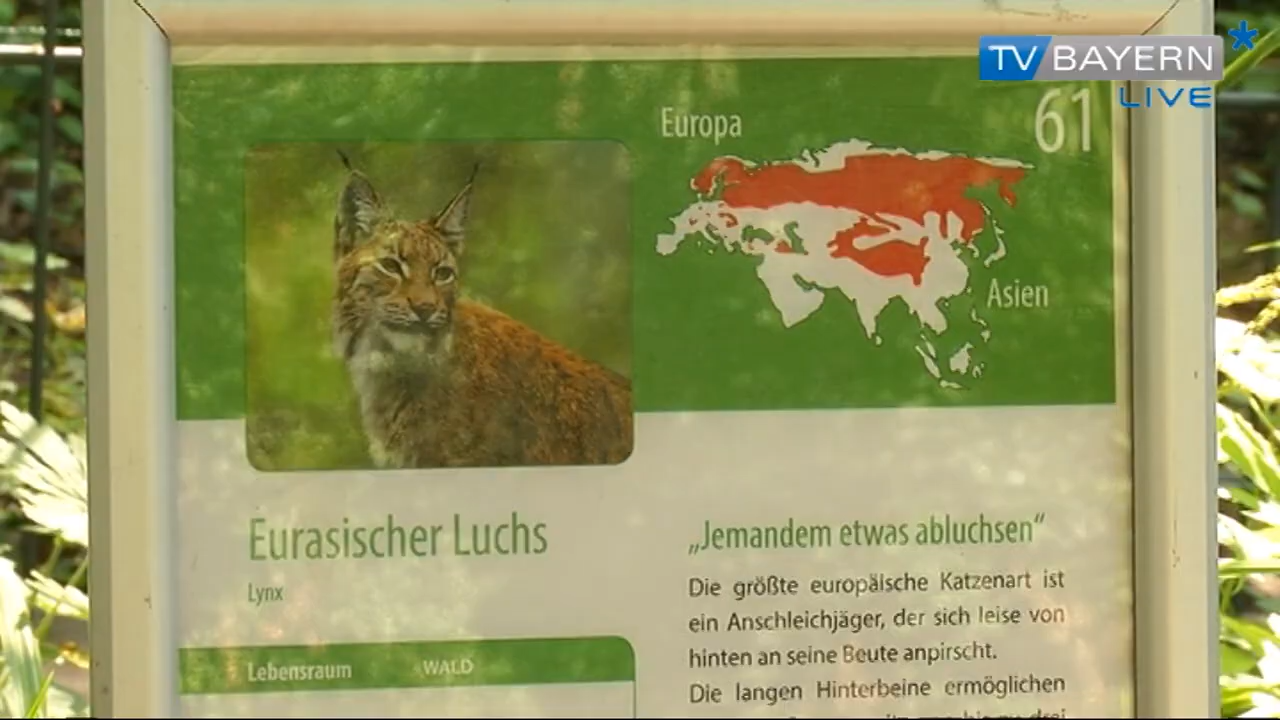 TV BAYERN
LIVE
61
Europa
Asien
Eurasischer Luchs
Lynx
Lebensraum WALD
„Jemandem etwas abluchsen“
Die größte europäische Katzenart ist
ein Anschleichjäger, der sich leise von
hinten an seine Beute anpirscht.
Die langen Hinterbeine ermöglichen